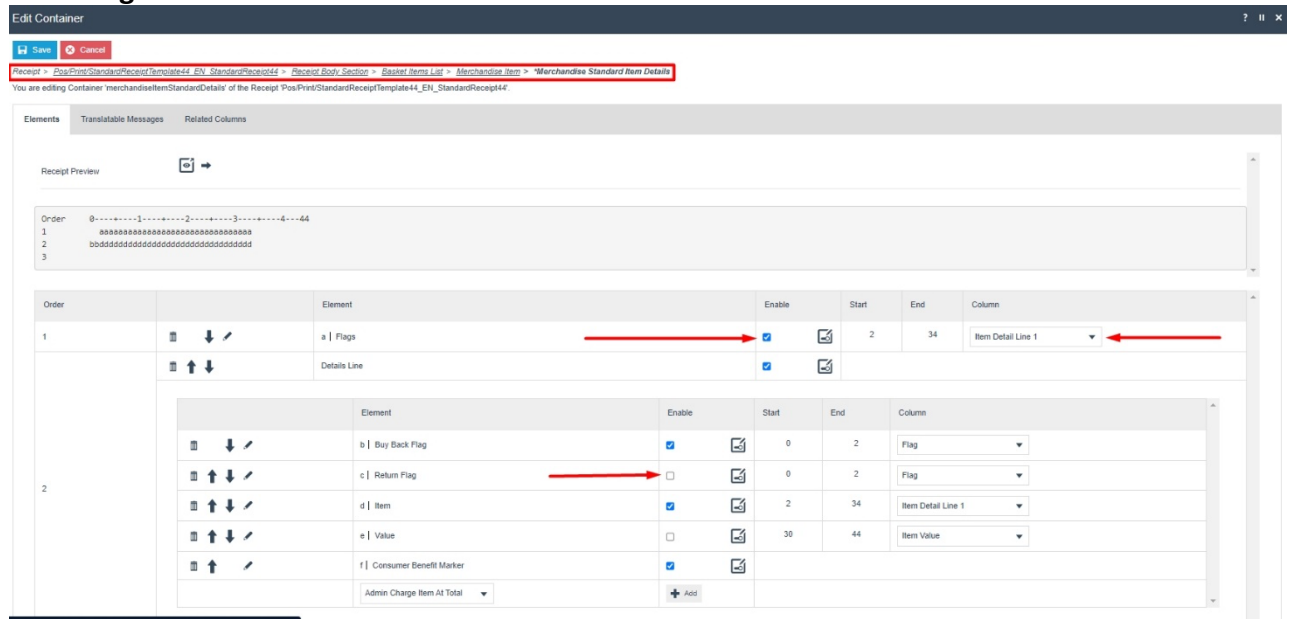 Edit Container
? II ×
Save Cancel
Receipt > Pos/Print/StandardReceiptTemplate44_EN_StandardReceipt44 > Receipt Body Section > Basket Items List > Merchandise Item > *Merchandise Standard Item Details
You are editing Container 'merchandiseItemStandardDetails' of the Receipt 'Pos/Print/StandardReceiptTemplate44_EN_StandardReceipt44'.
Elements Translatable Messages Related Columns
Receipt Preview
Order 0----+----1----+----2----+----3----+----4---44
1 aaaaaaaaaaaaaaaaaaaaaaaaaaaaaaaa
2 bbdddddddddddddddddddddddddddddddd
3
Order Element Enable Start End Column
1 a | Flags 2 34 Item Detail Line 1
Details Line
Element Enable Start End Column
b | Buy Back Flag 0 2 Flag
c | Return Flag 0 2 Flag
2
d | Item 2 34 Item Detail Line 1
e | Value 30 44 Item Value
f | Consumer Benefit Marker
Admin Charge Item At Total + Add